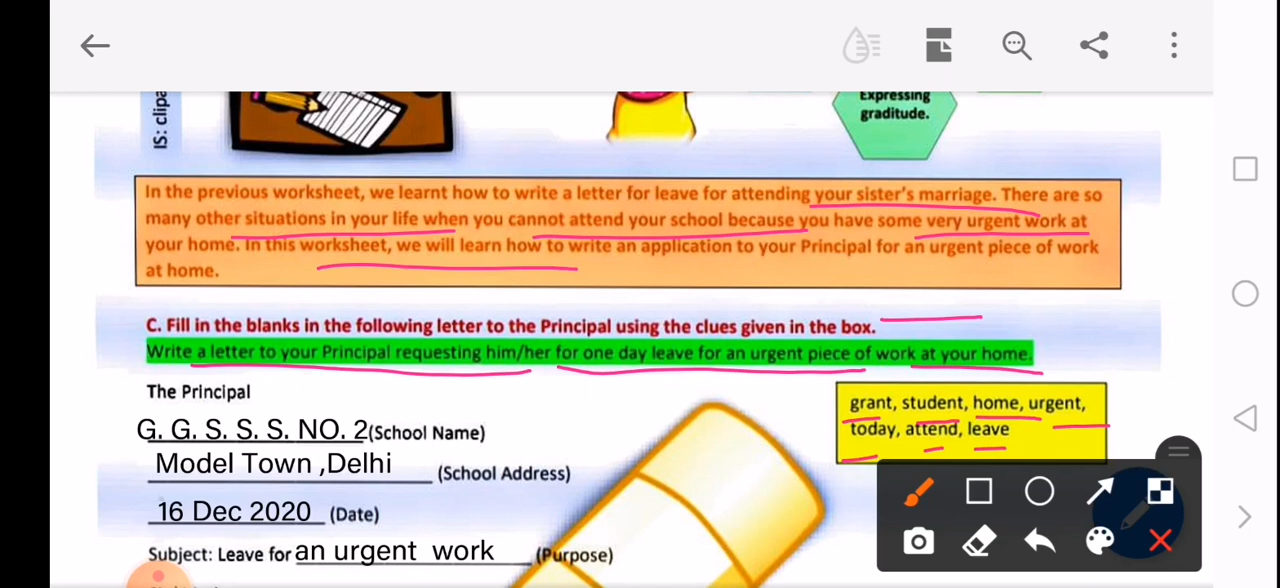 IS: clipa
Expressing
graditude.
In the previous worksheet, we learnt how to write a letter for leave for attending your sister's marriage. There are so
many other situations in your life when you cannot attend your school because you have some very urgent work at
your home. In this worksheet, we will learn how to write an application to your Principal for an urgent piece of work
at home.
C. Fill in the blanks in the following letter to the Principal using the clues given in the box.
Write a letter to your Principal requesting him/her for one day leave for an urgent piece of work at your home.
The Principal
G. G. S. S. S. NO. 2 (School Name)
Model Town ,Delhi (School Address)
16 Dec 2020 (Date)
Subject: Leave for an urgent work (Purpose)
grant, student, home, urgent,
today, attend, leave